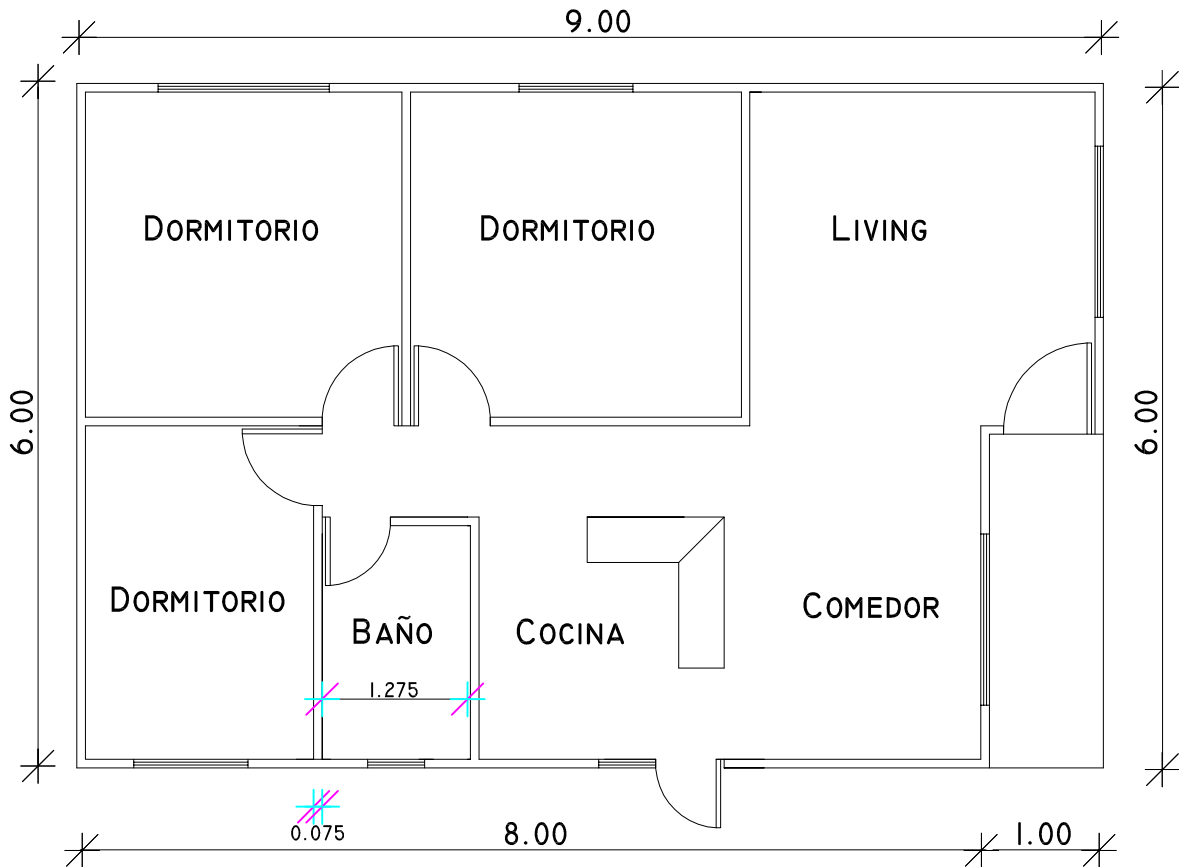 9.00
6.00
DORMITORIO
DORMITORIO
LIVING
6.00
DORMITORIO
BAÑO
COCINA
COMEDOR
1.275
0.075
8.00
1.00